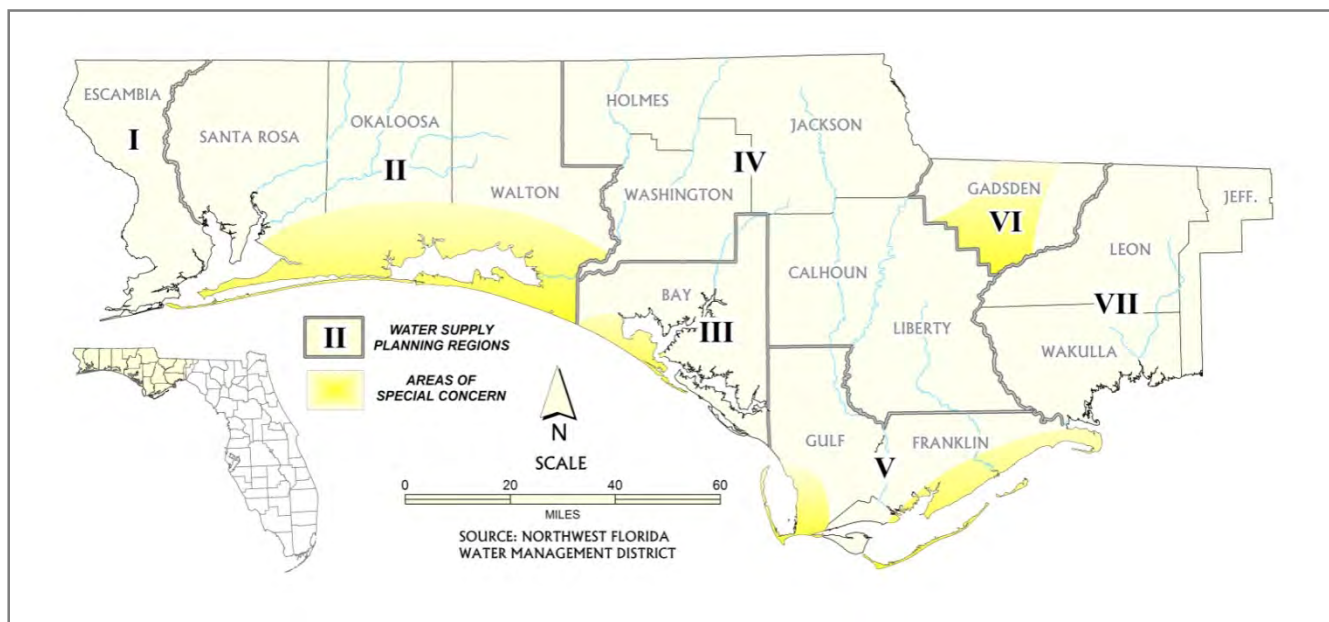 ESCAMBIA
I
SANTA ROSA
OKALOOSA
II
WALTON
HOLMES
WASHINGTON
IV
JACKSON
GADSDEN
VI
JEFF.
LEON
VII
WAKULLA
CALHOUN
LIBERTY
BAY
III
GULF
FRANKLIN
V
II
WATER SUPPLY
PLANNING REGIONS
AREAS OF
SPECIAL CONCERN
N
SCALE
0 20 40 60
MILES
SOURCE: NORTHWEST FLORIDA
WATER MANAGEMENT DISTRICT